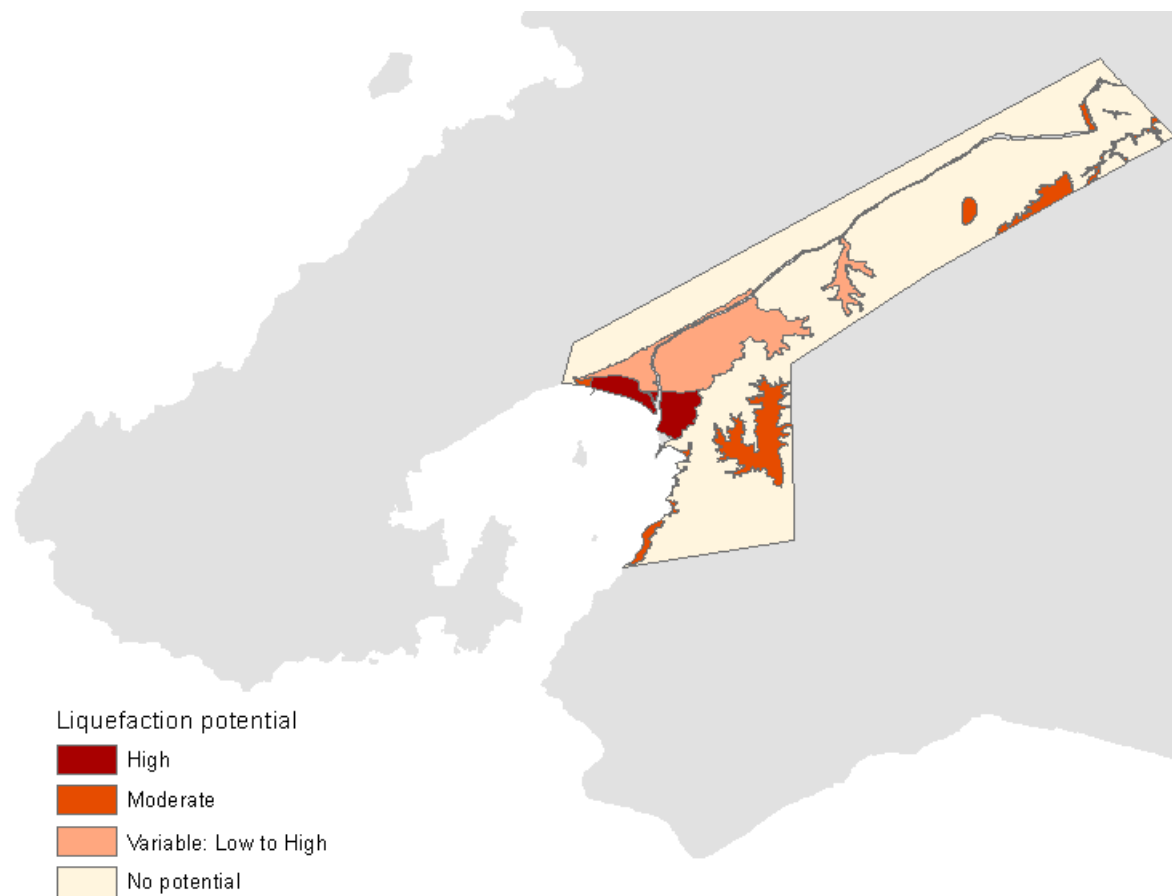 Liquefaction potential
High
Moderate
Variable: Low to High
No potential